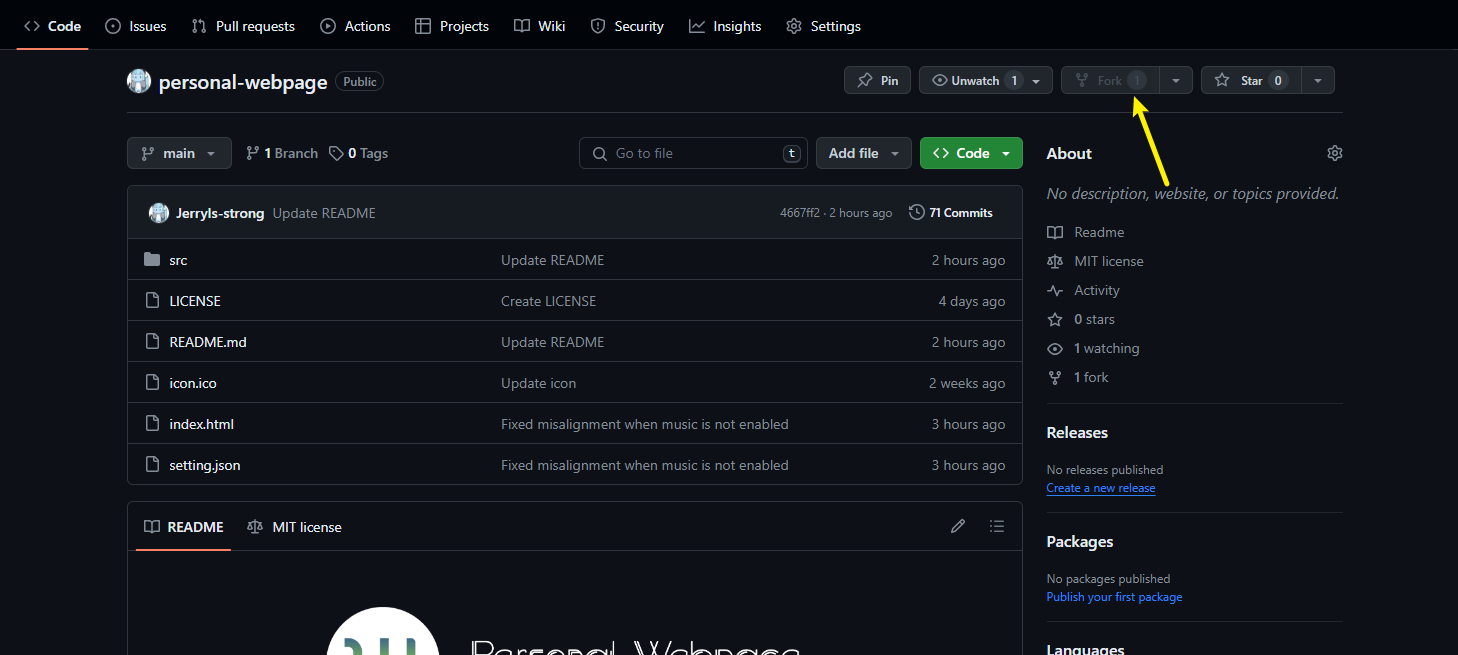 Code Issues Pull requests Actions Projects Wiki Security Insights Settings
personal-webpage Public Pin Unwatch 1 Fork 1 Star 0
main 1 Branch 0 Tags Go to file t Add file Code
Jerryls-strong Update README 4667ff2 · 2 hours ago 71 Commits
src Update README 2 hours ago
LICENSE Create LICENSE 4 days ago
README.md Update README 2 hours ago
icon.ico Update icon 2 weeks ago
index.html Fixed misalignment when music is not enabled 3 hours ago
setting.json Fixed misalignment when music is not enabled 3 hours ago
README MIT license
Personal Webpage
About
No description, website, or topics provided.
Readme
MIT license
Activity
0 stars
1 watching
1 fork
Releases
No releases published
Create a new release
Packages
No packages published
Publish your first package
Languages